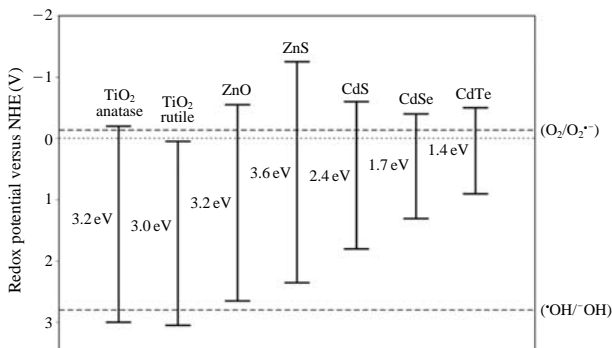 Redox potential versus NHE (V)
−2
−1
0
1
2
3
TiO₂
anatase
TiO₂
rutile
ZnO
ZnS
CdS
CdSe
CdTe
3.2 eV
3.0 eV
3.2 eV
3.6 eV
2.4 eV
1.7 eV
1.4 eV
(O₂/O₂•−)
(•OH/−OH)